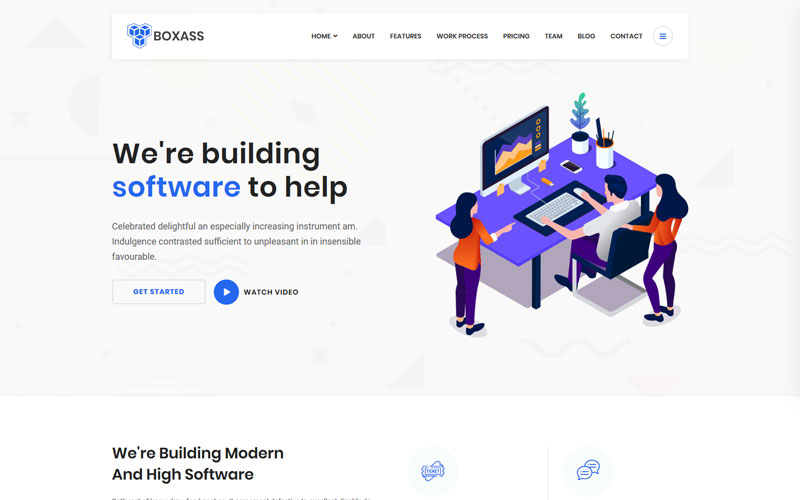 BOXASS
HOME ABOUT FEATURES WORK PROCESS PRICING TEAM BLOG CONTACT
We're building
software to help
Celebrated delightful an especially increasing instrument am.
Indulgence contrasted sufficient to unpleasant in in insensible
favourable.
GET STARTED
WATCH VIDEO
We're Building Modern
And High Software
TICKET